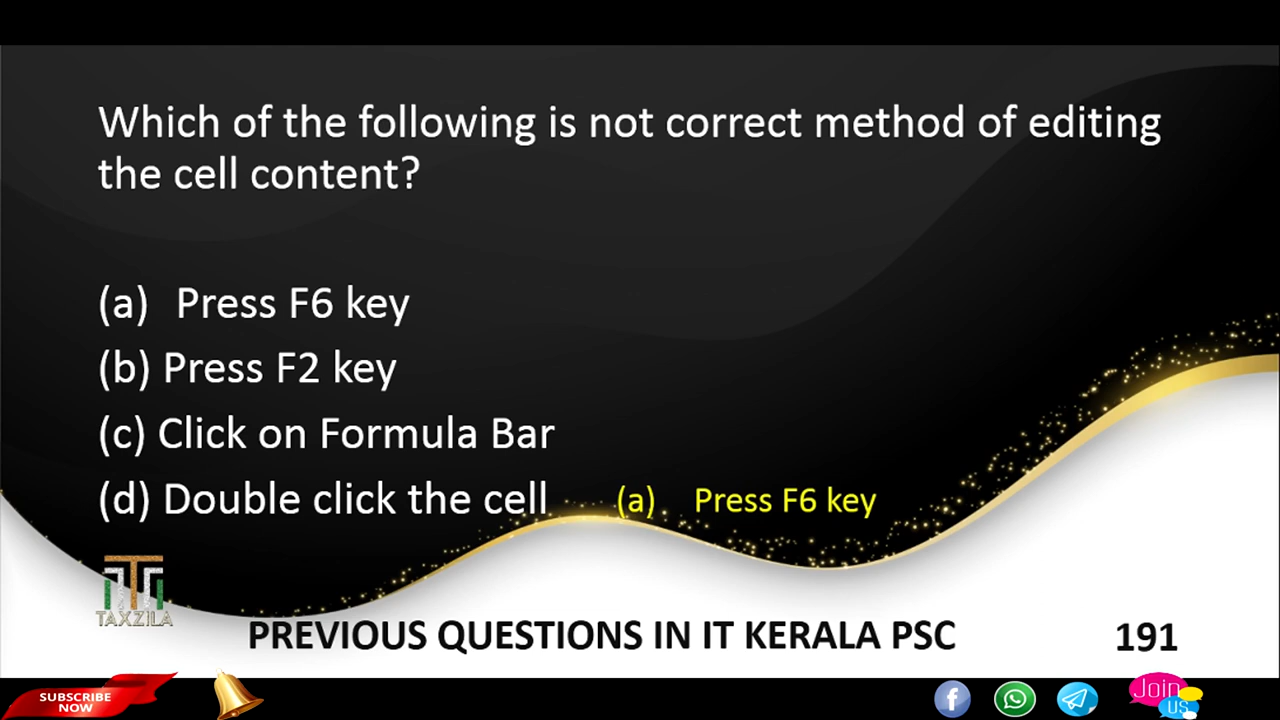 Which of the following is not correct method of editing
the cell content?
(a) Press F6 key
(b) Press F2 key
(c) Click on Formula Bar
(d) Double click the cell
(a) Press F6 key
TAXZILA
PREVIOUS QUESTIONS IN IT KERALA PSC
191
SUBSCRIBE
NOW
Join
us